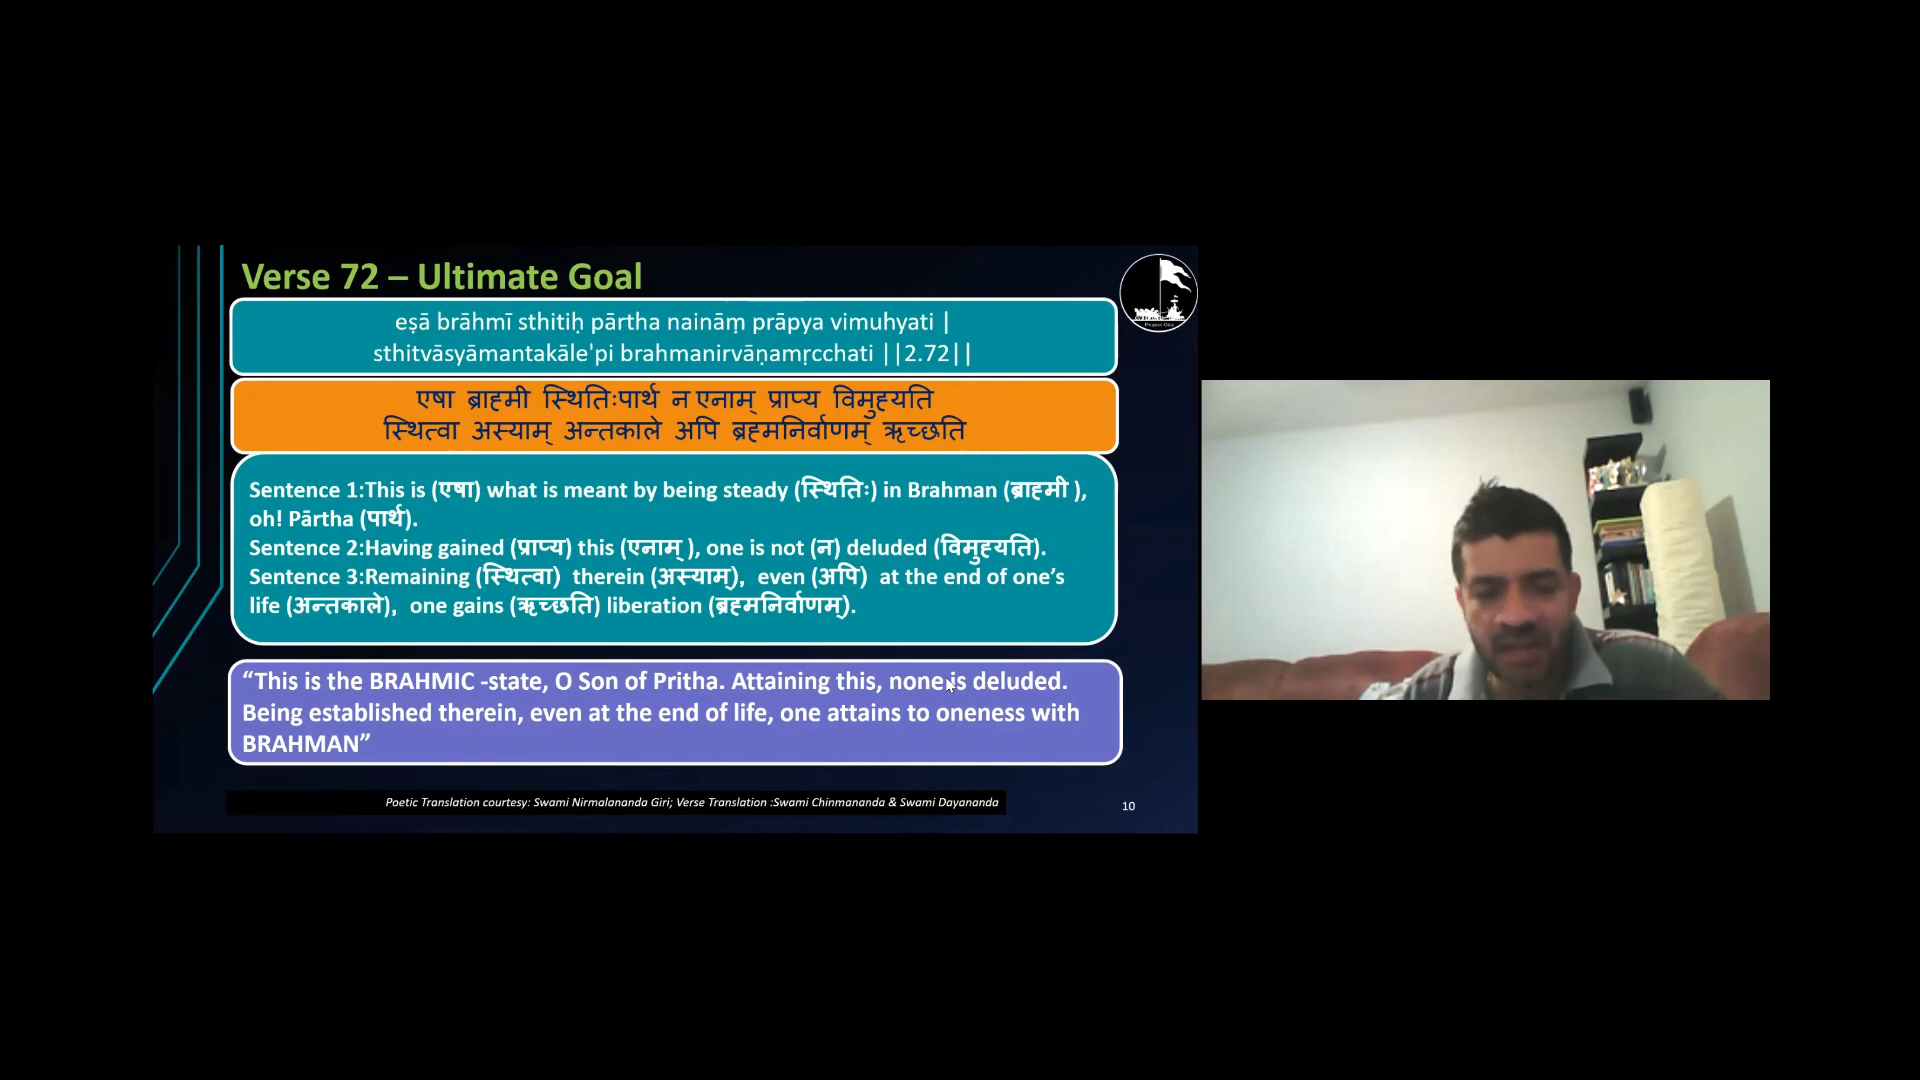 Verse 72 – Ultimate Goal
eṣā brāhmī sthitiḥ pārtha naināṃ prāpya vimuhyati |
sthitvāsyāmantakāle'pi brahmanirvāṇamṛcchati ||2.72||
एषा ब्राह्मी स्थितिःपार्थ न एनाम् प्राप्य विमुह्यति
स्थित्वा अस्याम् अन्तकाले अपि ब्रह्मनिर्वाणम् ऋच्छति
Sentence 1:This is (एषा) what is meant by being steady (स्थितिः) in Brahman (ब्राह्मी ),
oh! Pārtha (पार्थ).
Sentence 2:Having gained (प्राप्य) this (एनाम् ), one is not (न) deluded (विमुह्यति).
Sentence 3:Remaining (स्थित्वा) therein (अस्याम्), even (अपि) at the end of one’s
life (अन्तकाले), one gains (ऋच्छति) liberation (ब्रह्मनिर्वाणम्).
“This is the BRAHMIC -state, O Son of Pritha. Attaining this, none is deluded.
Being established therein, even at the end of life, one attains to oneness with
BRAHMAN”
Poetic Translation courtesy: Swami Nirmalananda Giri; Verse Translation :Swami Chinmananda & Swami Dayananda
10